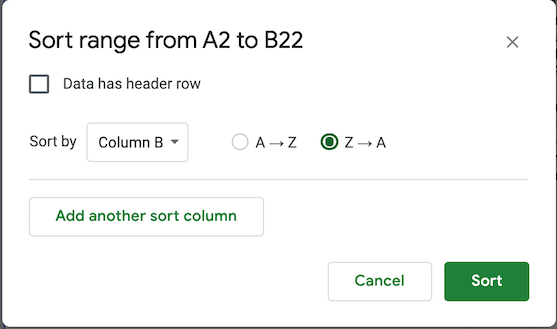 Sort range from A2 to B22
Data has header row
Sort by Column B A → Z Z → A
Add another sort column
Cancel Sort